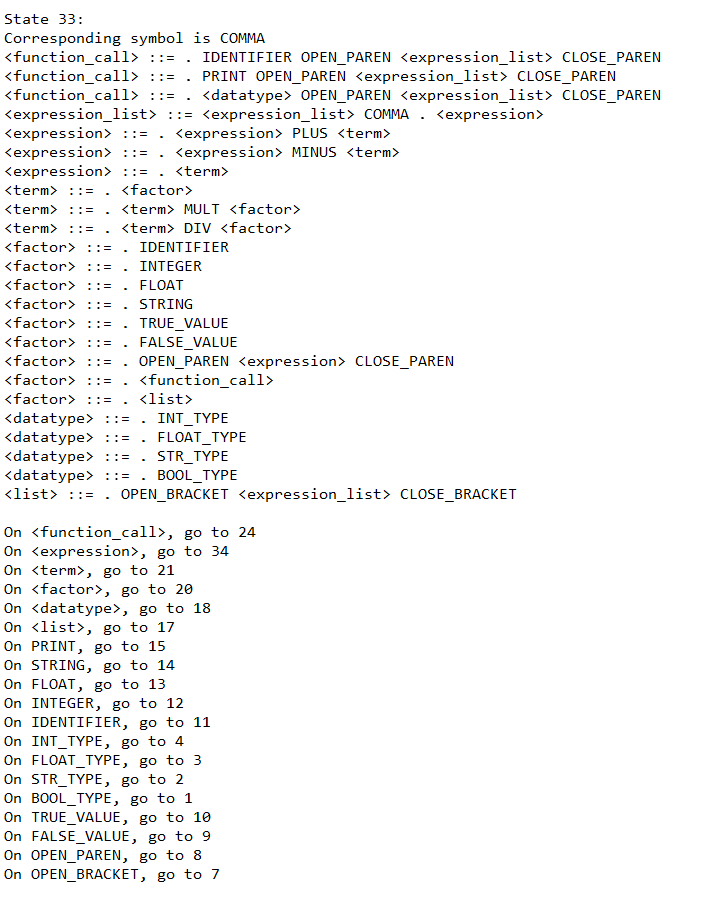 State 33:
Corresponding symbol is COMMA
<function_call> ::= . IDENTIFIER OPEN_PAREN <expression_list> CLOSE_PAREN
<function_call> ::= . PRINT OPEN_PAREN <expression_list> CLOSE_PAREN
<function_call> ::= . <datatype> OPEN_PAREN <expression_list> CLOSE_PAREN
<expression_list> ::= <expression_list> COMMA . <expression>
<expression> ::= . <expression> PLUS <term>
<expression> ::= . <expression> MINUS <term>
<expression> ::= . <term>
<term> ::= . <factor>
<term> ::= . <term> MULT <factor>
<term> ::= . <term> DIV <factor>
<factor> ::= . IDENTIFIER
<factor> ::= . INTEGER
<factor> ::= . FLOAT
<factor> ::= . STRING
<factor> ::= . TRUE_VALUE
<factor> ::= . FALSE_VALUE
<factor> ::= . OPEN_PAREN <expression> CLOSE_PAREN
<factor> ::= . <function_call>
<factor> ::= . <list>
<datatype> ::= . INT_TYPE
<datatype> ::= . FLOAT_TYPE
<datatype> ::= . STR_TYPE
<datatype> ::= . BOOL_TYPE
<list> ::= . OPEN_BRACKET <expression_list> CLOSE_BRACKET

On <function_call>, go to 24
On <expression>, go to 34
On <term>, go to 21
On <factor>, go to 20
On <datatype>, go to 18
On <list>, go to 17
On PRINT, go to 15
On STRING, go to 14
On FLOAT, go to 13
On INTEGER, go to 12
On IDENTIFIER, go to 11
On INT_TYPE, go to 4
On FLOAT_TYPE, go to 3
On STR_TYPE, go to 2
On BOOL_TYPE, go to 1
On TRUE_VALUE, go to 10
On FALSE_VALUE, go to 9
On OPEN_PAREN, go to 8
On OPEN_BRACKET, go to 7